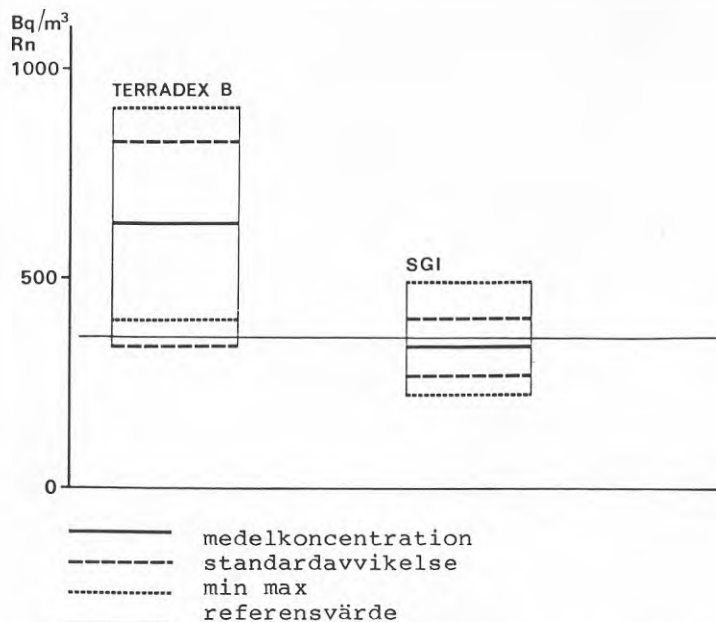 Bq/m³
Rn
1000
TERRADEX B
500
SGI
0
medelkoncentration
standardavvikelse
min max
referensvärde